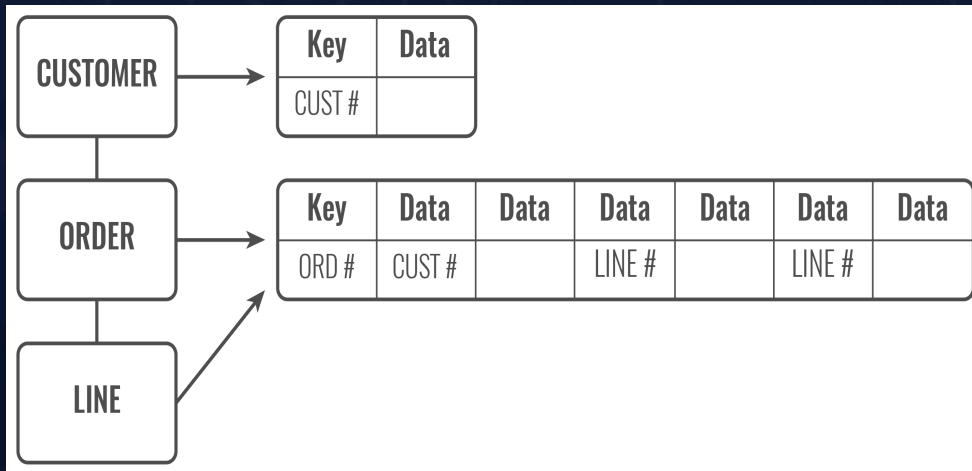 CUSTOMER
Key Data
CUST #
ORDER
Key Data Data Data Data Data Data
ORD # CUST # LINE # LINE #
LINE